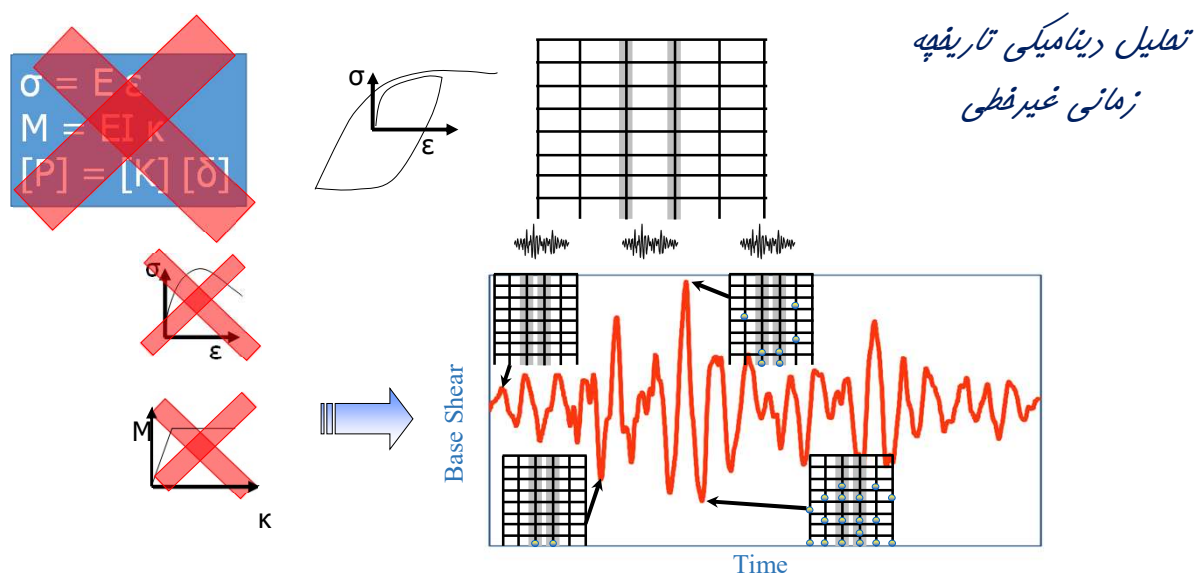 تحلیل دینامیکی تاریخچه
زمانی غیرخطی
σ = E ε
M = EI κ
[P] = [K] [δ]
σ
ε
σ
ε
M
κ
Base Shear
Time